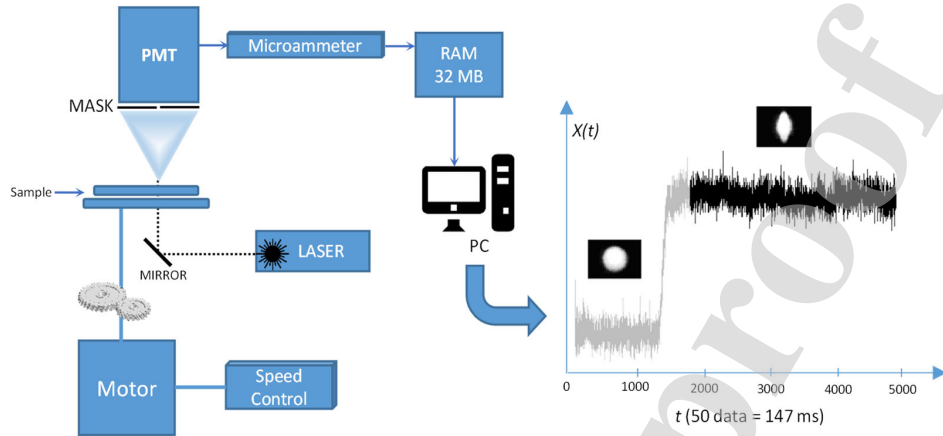 PMT
Microammeter
RAM
32 MB
MASK
Sample
LASER
MIRROR
PC
Motor
Speed
Control
X(t)
0 1000 2000 3000 4000 5000
t (50 data = 147 ms)
proof